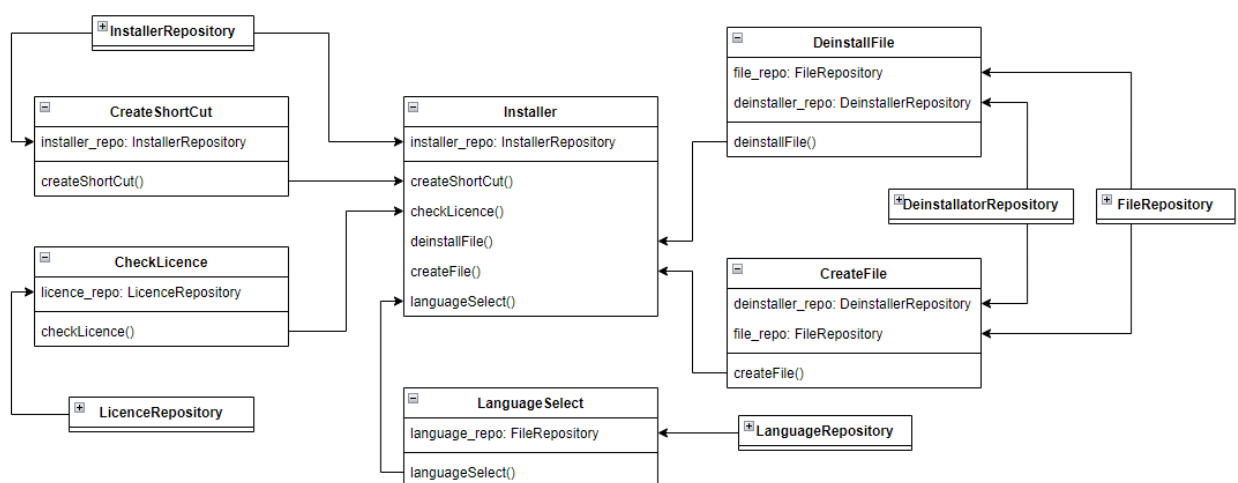 InstallerRepository
CreateShortCut
installer_repo: InstallerRepository
createShortCut()
CheckLicence
licence_repo: LicenceRepository
checkLicence()
LicenceRepository
Installer
installer_repo: InstallerRepository
createShortCut()
checkLicence()
deinstallFile()
createFile()
languageSelect()
LanguageSelect
language_repo: FileRepository
languageSelect()
DeinstallFile
file_repo: FileRepository
deinstaller_repo: DeinstallerRepository
deinstallFile()
DeinstallatorRepository
FileRepository
CreateFile
deinstaller_repo: DeinstallerRepository
file_repo: FileRepository
createFile()
LanguageRepository